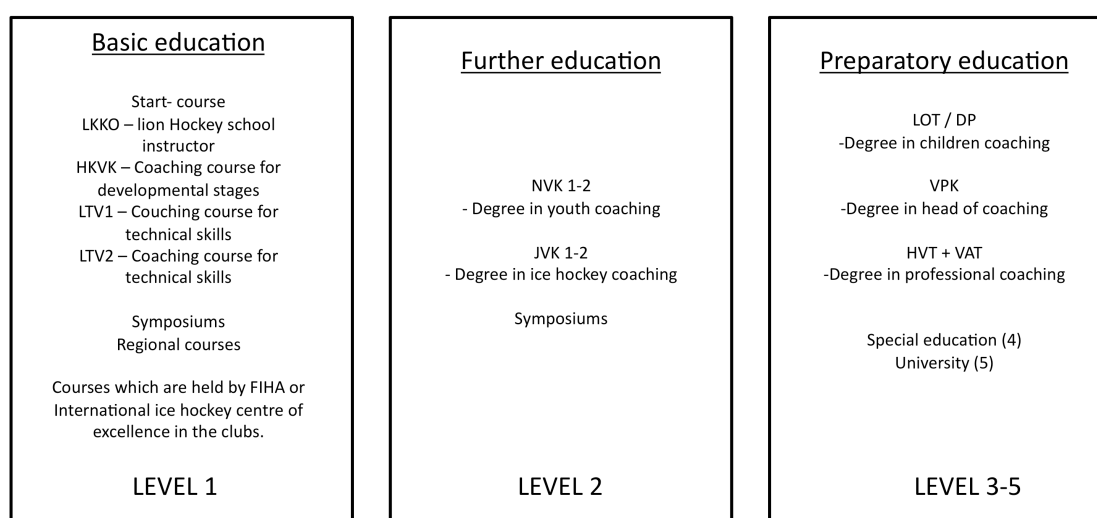 Basic education
Start- course
LKKO – lion Hockey school
instructor
HKVK – Coaching course for
developmental stages
LTV1 – Couching course for
technical skills
LTV2 – Coaching course for
technical skills
Symposiums
Regional courses
Courses which are held by FIHA or
International ice hockey centre of
excellence in the clubs.
LEVEL 1
Further education
NVK 1-2
- Degree in youth coaching
JVK 1-2
- Degree in ice hockey coaching
Symposiums
LEVEL 2
Preparatory education
LOT / DP
-Degree in children coaching
VPK
-Degree in head of coaching
HVT + VAT
-Degree in professional coaching
Special education (4)
University (5)
LEVEL 3-5